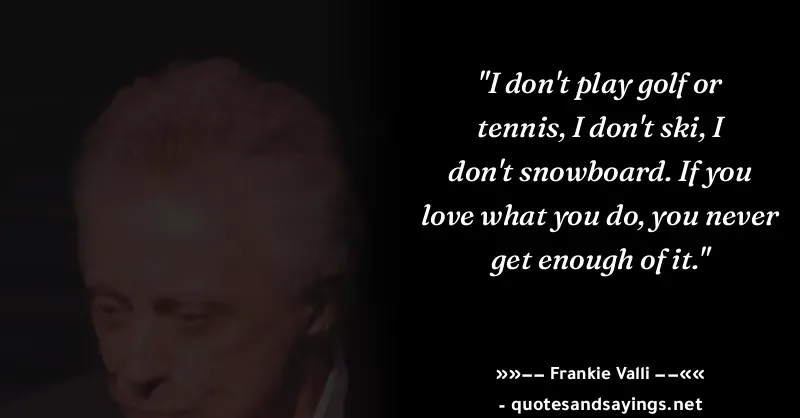 "I don't play golf or
tennis, I don't ski, I
don't snowboard. If you
love what you do, you never
get enough of it."
»»−− Frankie Valli −−««
- quotesandsayings.net